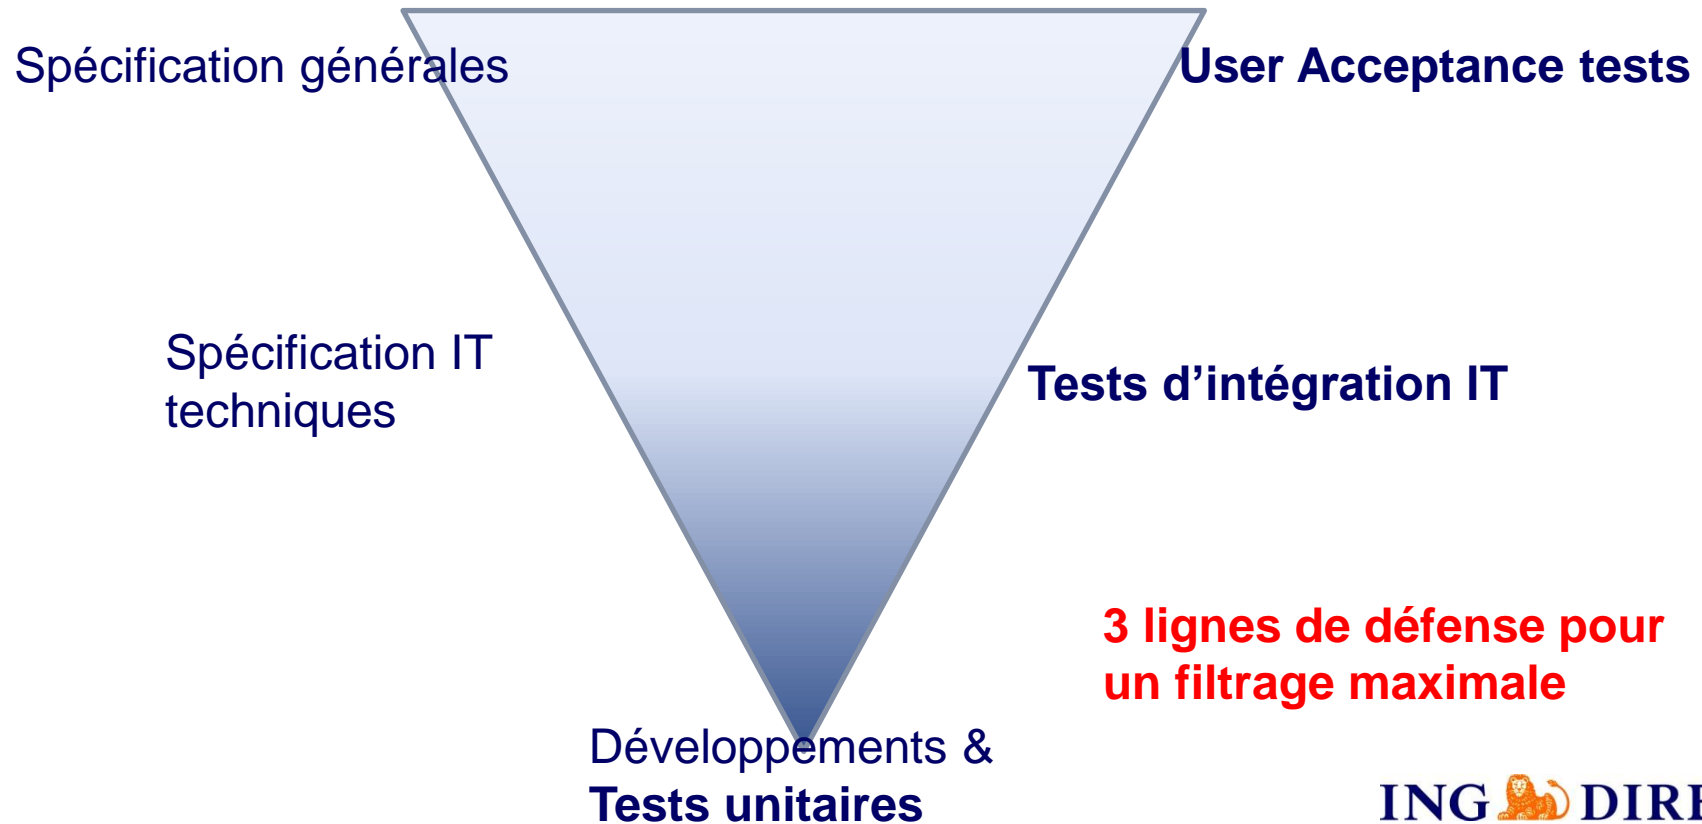 Spécification générales
User Acceptance tests
Spécification IT
techniques
Tests d’intégration IT
3 lignes de défense pour
un filtrage maximale
Développements &
Tests unitaires
ING DIRE